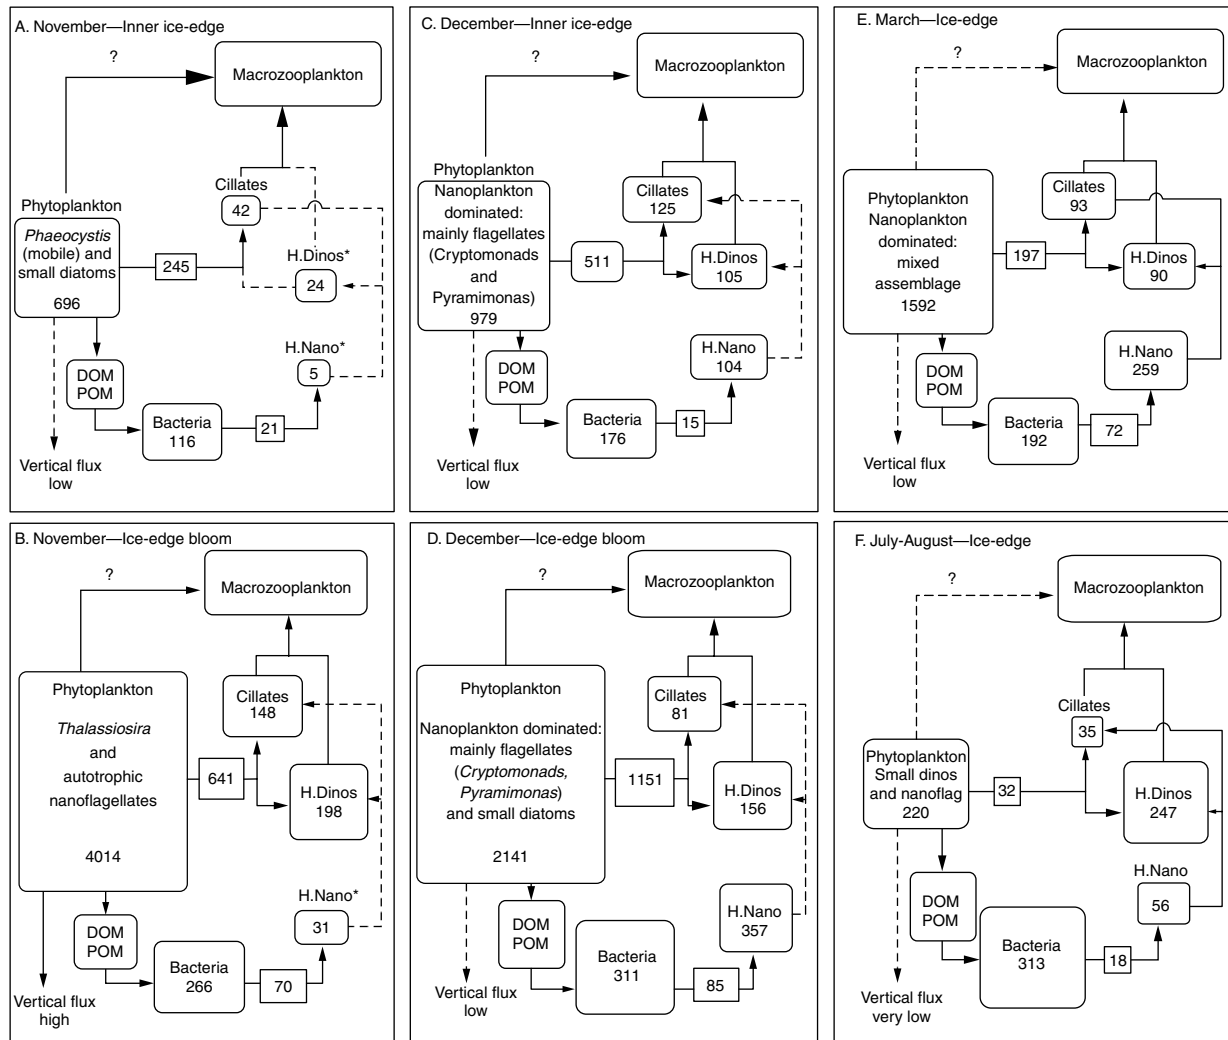 A. November—Inner ice-edge
?
Macrozooplankton
Cillates
42
Phytoplankton
Phaeocystis
(mobile) and
small diatoms
696
245
H.Dinos*
24
H.Nano*
5
DOM
POM
Bacteria
116
21
Vertical flux
low
B. November—Ice-edge bloom
?
Macrozooplankton
Phytoplankton
Thalassiosira
and
autotrophic
nanoflagellates
4014
Cillates
148
641
H.Dinos
198
H.Nano*
31
DOM
POM
Bacteria
266
70
Vertical flux
high
C. December—Inner ice-edge
?
Macrozooplankton
Phytoplankton
Nanoplankton
dominated:
mainly flagellates
(Cryptomonads
and
Pyramimonas)
979
Cillates
125
511
H.Dinos
105
H.Nano
104
DOM
POM
Bacteria
176
15
Vertical flux
low
D. December—Ice-edge bloom
?
Macrozooplankton
Phytoplankton
Nanoplankton dominated:
mainly flagellates
(Cryptomonads,
Pyramimonas)
and small diatoms
2141
Cillates
81
1151
H.Dinos
156
H.Nano
357
DOM
POM
Bacteria
311
85
Vertical flux
low
E. March—Ice-edge
?
Macrozooplankton
Phytoplankton
Nanoplankton
dominated:
mixed
assemblage
1592
Cillates
93
197
H.Dinos
90
H.Nano
259
DOM
POM
Bacteria
192
72
Vertical flux
low
F. July-August—Ice-edge
?
Macrozooplankton
Cillates
35
Phytoplankton
Small dinos
and nanoflag
220
32
H.Dinos
247
H.Nano
56
DOM
POM
Bacteria
313
18
Vertical flux
very low